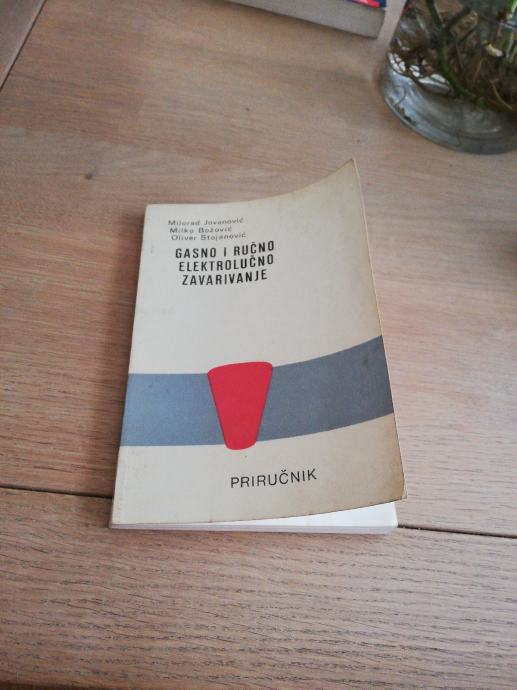 Milorad Jovanović
Milko Božović
Oliver Stojanović
GASNO I RUČNO
ELEKTROLUČNO
ZAVARIVANJE
PRIRUČNIK